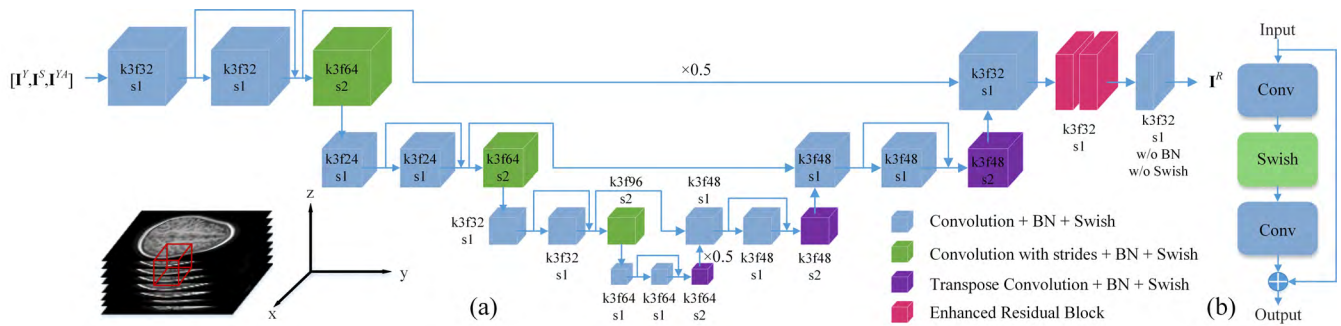 [I^Y,I^S,I^YA]
k3f32
s1
k3f32
s1
k3f64
s2
×0.5
k3f32
s1
k3f32
s1
k3f32
s1
w/o BN
w/o Swish
I^R
k3f24
s1
k3f24
s1
k3f64
s2
k3f48
s1
k3f48
s1
k3f48
s2
k3f32
s1
k3f32
s1
k3f96
s2
k3f48
s1
×0.5
k3f48
s1
k3f48
s2
k3f64
s1
k3f64
s1
k3f64
s2
z
y
x
(a)
Convolution + BN + Swish
Convolution with strides + BN + Swish
Transpose Convolution + BN + Swish
Enhanced Residual Block
(b)
Input
Conv
Swish
Conv
Output